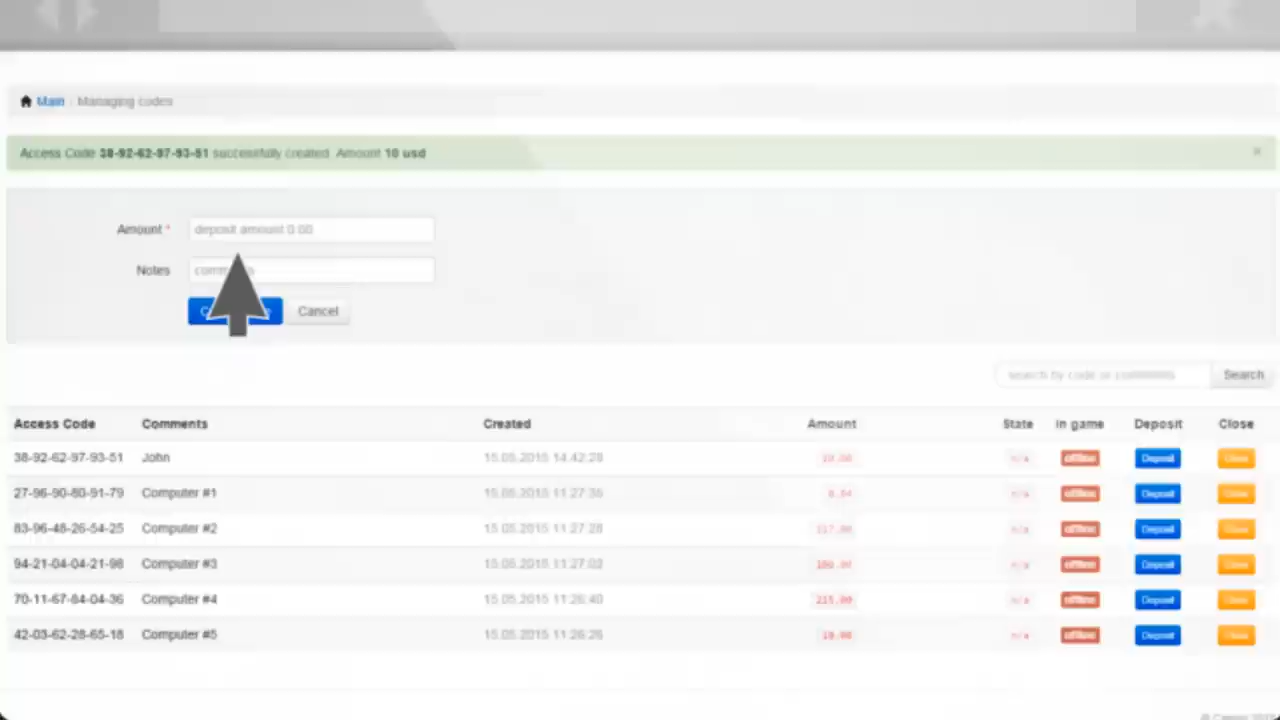 Main / Managing codes
Access Code 38-92-62-97-93-51 successfully created. Amount 10 usd ×
Amount * deposit amount 0.00
Notes
Cancel
search by code or comments Search
Access Code Comments Created Amount State In game Deposit Close
38-92-62-97-93-51 John 15.05.2015 14:42:28 10.00 n/a offline Deposit Close
27-96-90-80-91-79 Computer #1 15.05.2015 11:27:36 n/a offline Deposit Close
83-96-48-26-54-25 Computer #2 15.05.2015 11:27:28 n/a offline Deposit Close
94-21-04-04-21-98 Computer #3 15.05.2015 11:27:02 n/a offline Deposit Close
70-11-67-84-04-36 Computer #4 15.05.2015 11:26:40 215.00 n/a offline Deposit Close
42-03-62-28-65-18 Computer #5 15.05.2015 11:26:26 n/a offline Deposit Close